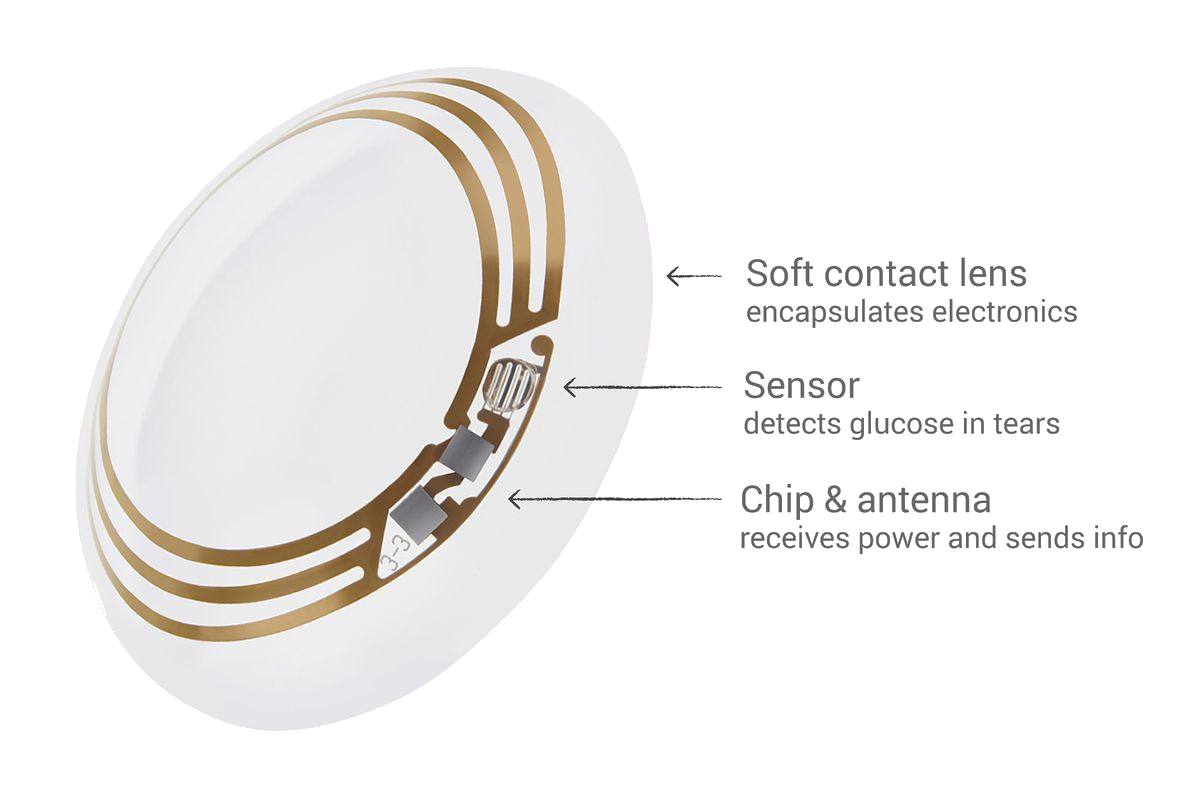 Soft contact lens
encapsulates electronics
Sensor
detects glucose in tears
Chip & antenna
receives power and sends info
3-3